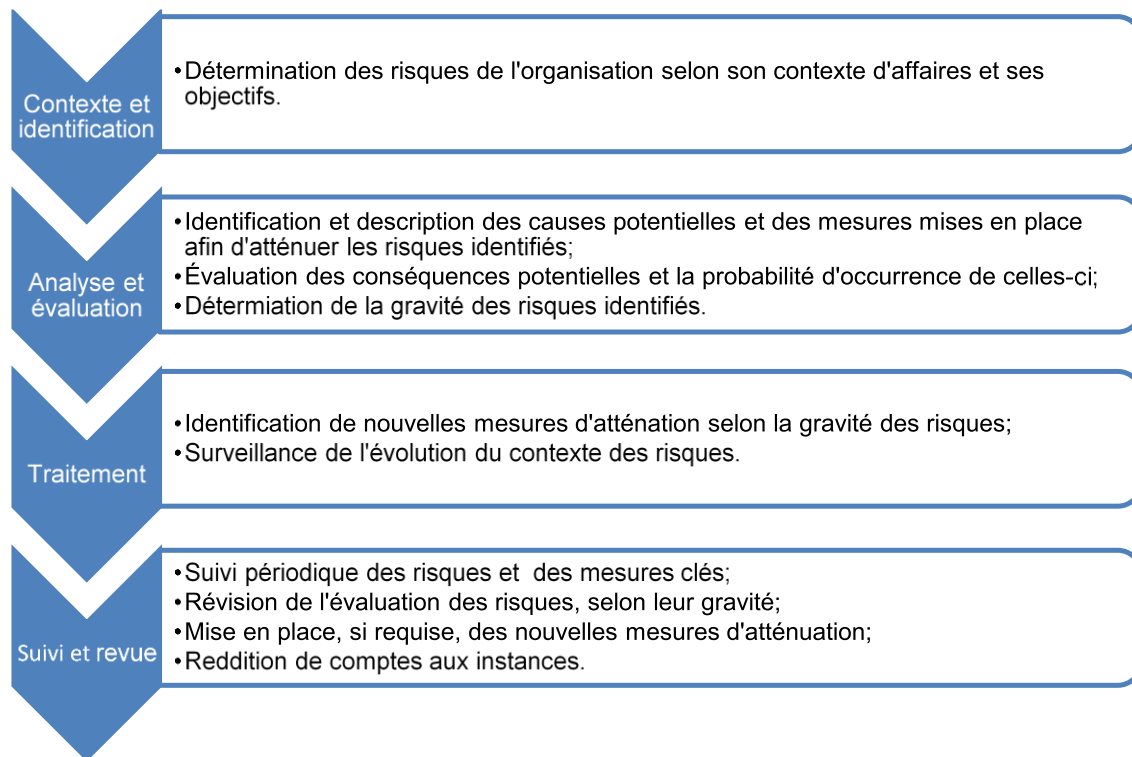 Contexte et
identification
•Détermination des risques de l'organisation selon son contexte d'affaires et ses
objectifs.
Analyse et
évaluation
•Identification et description des causes potentielles et des mesures mises en place
afin d'atténuer les risques identifiés;
•Évaluation des conséquences potentielles et la probabilité d'occurrence de celles-ci;
•Détermiation de la gravité des risques identifiés.
Traitement
•Identification de nouvelles mesures d'atténation selon la gravité des risques;
•Surveillance de l'évolution du contexte des risques.
Suivi et revue
•Suivi périodique des risques et des mesures clés;
•Révision de l'évaluation des risques, selon leur gravité;
•Mise en place, si requise, des nouvelles mesures d'atténuation;
•Reddition de comptes aux instances.